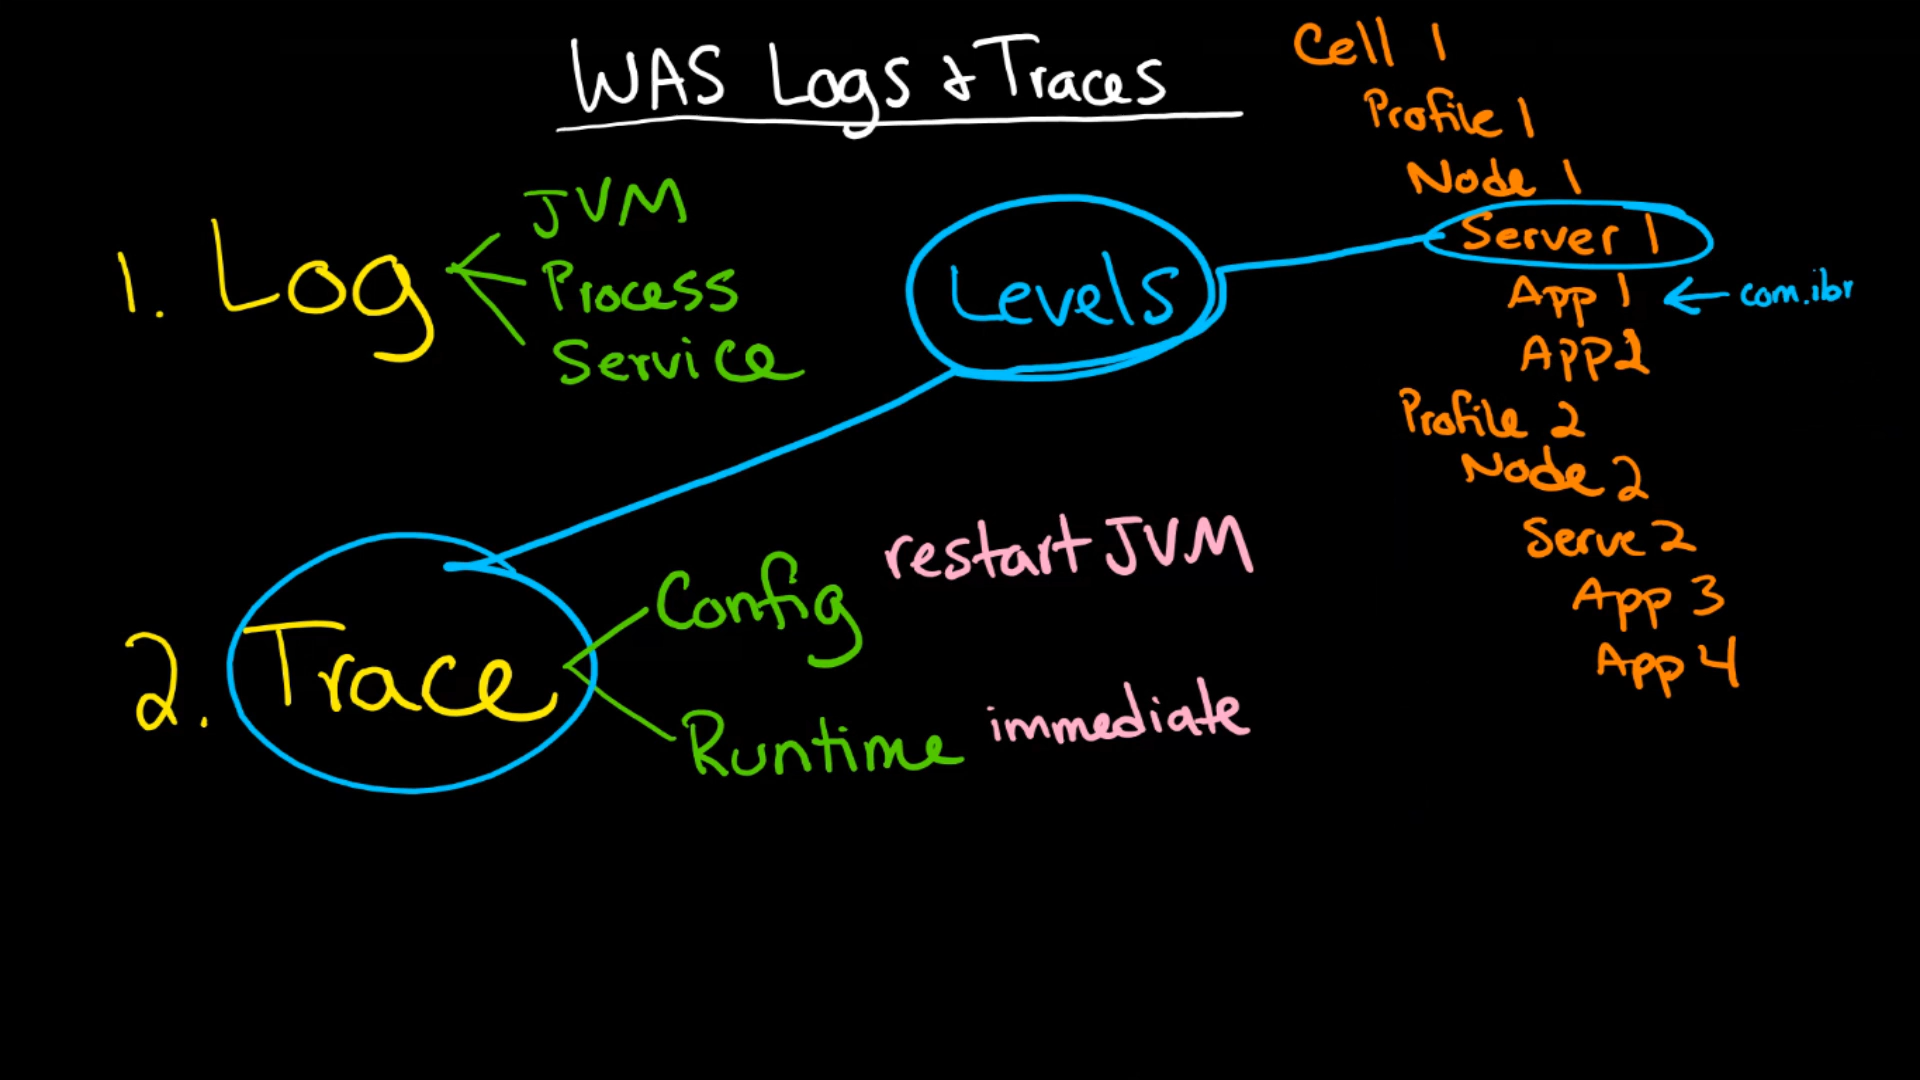 WAS Logs & Traces
1. Log
JVM
Process
Service
Levels
2. Trace
Config restart JVM
Runtime immediate
Cell 1
Profile 1
Node 1
Server 1
App 1 ← com.ibr
APP2
Profile 2
Node 2
Serve 2
App 3
App 4